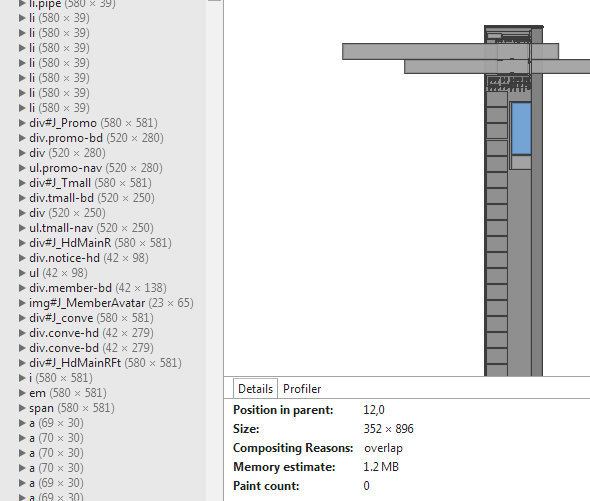 li.pipe (580 × 39)
li (580 × 39)
li (580 × 39)
li (580 × 39)
li (580 × 39)
li (580 × 39)
li (580 × 39)
li (580 × 39)
div#J_Promo (580 × 581)
div.promo-bd (520 × 280)
div (520 × 280)
ul.promo-nav (520 × 280)
div#J_Tmall (580 × 581)
div.tmall-bd (520 × 250)
div (520 × 250)
ul.tmall-nav (520 × 250)
div#J_HdMainR (580 × 581)
div.notice-hd (42 × 98)
ul (42 × 98)
div.member-bd (42 × 138)
img#J_MemberAvatar (23 × 65)
div#J_conve (580 × 581)
div.conve-hd (42 × 279)
div.conve-bd (42 × 279)
div#J_HdMainRFt (580 × 581)
i (580 × 581)
em (580 × 581)
span (580 × 581)
a (69 × 30)
a (70 × 30)
a (70 × 30)
a (70 × 30)
a (69 × 30)
a (69 × 30)
Details Profiler
Position in parent: 12,0
Size: 352 × 896
Compositing Reasons: overlap
Memory estimate: 1.2 MB
Paint count: 0